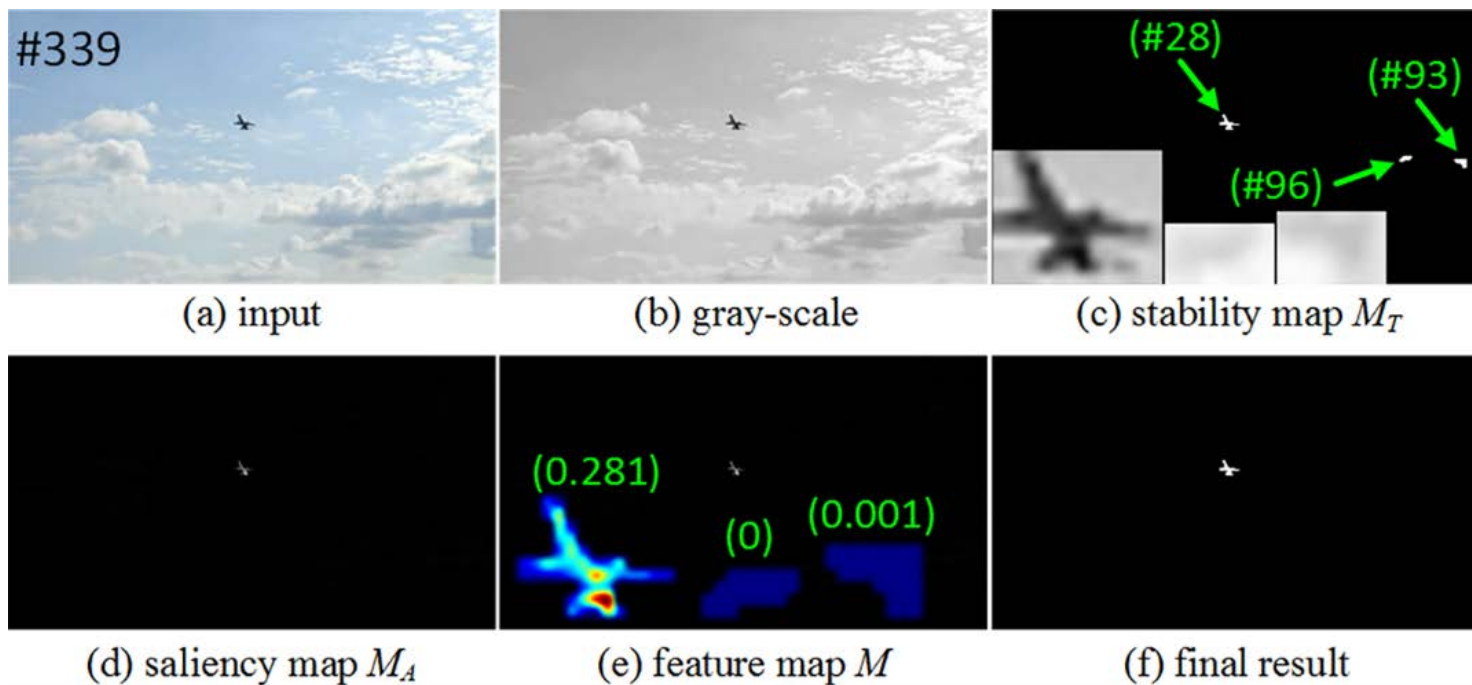 #339
(#28)
(#93)
(#96)
(a) input
(b) gray-scale
(c) stability map M_T
(0.281)
(0)
(0.001)
(d) saliency map M_A
(e) feature map M
(f) final result